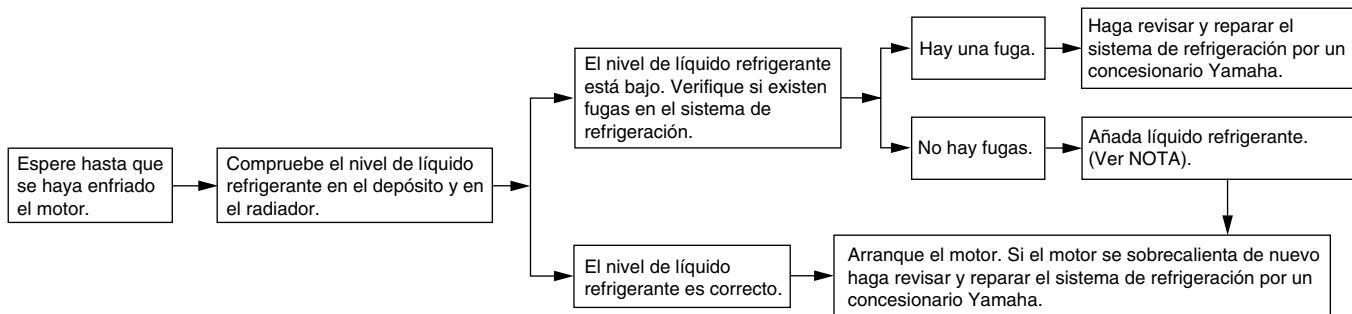 Espere hasta que
se haya enfriado
el motor.
Compruebe el nivel de líquido
refrigerante en el depósito y en
el radiador.
El nivel de líquido refrigerante
está bajo. Verifique si existen
fugas en el sistema de
refrigeración.
Hay una fuga.
Haga revisar y reparar el
sistema de refrigeración por un
concesionario Yamaha.
No hay fugas.
Añada líquido refrigerante.
(Ver NOTA).
El nivel de líquido
refrigerante es correcto.
Arranque el motor. Si el motor se sobrecalienta de nuevo
haga revisar y reparar el sistema de refrigeración por un
concesionario Yamaha.